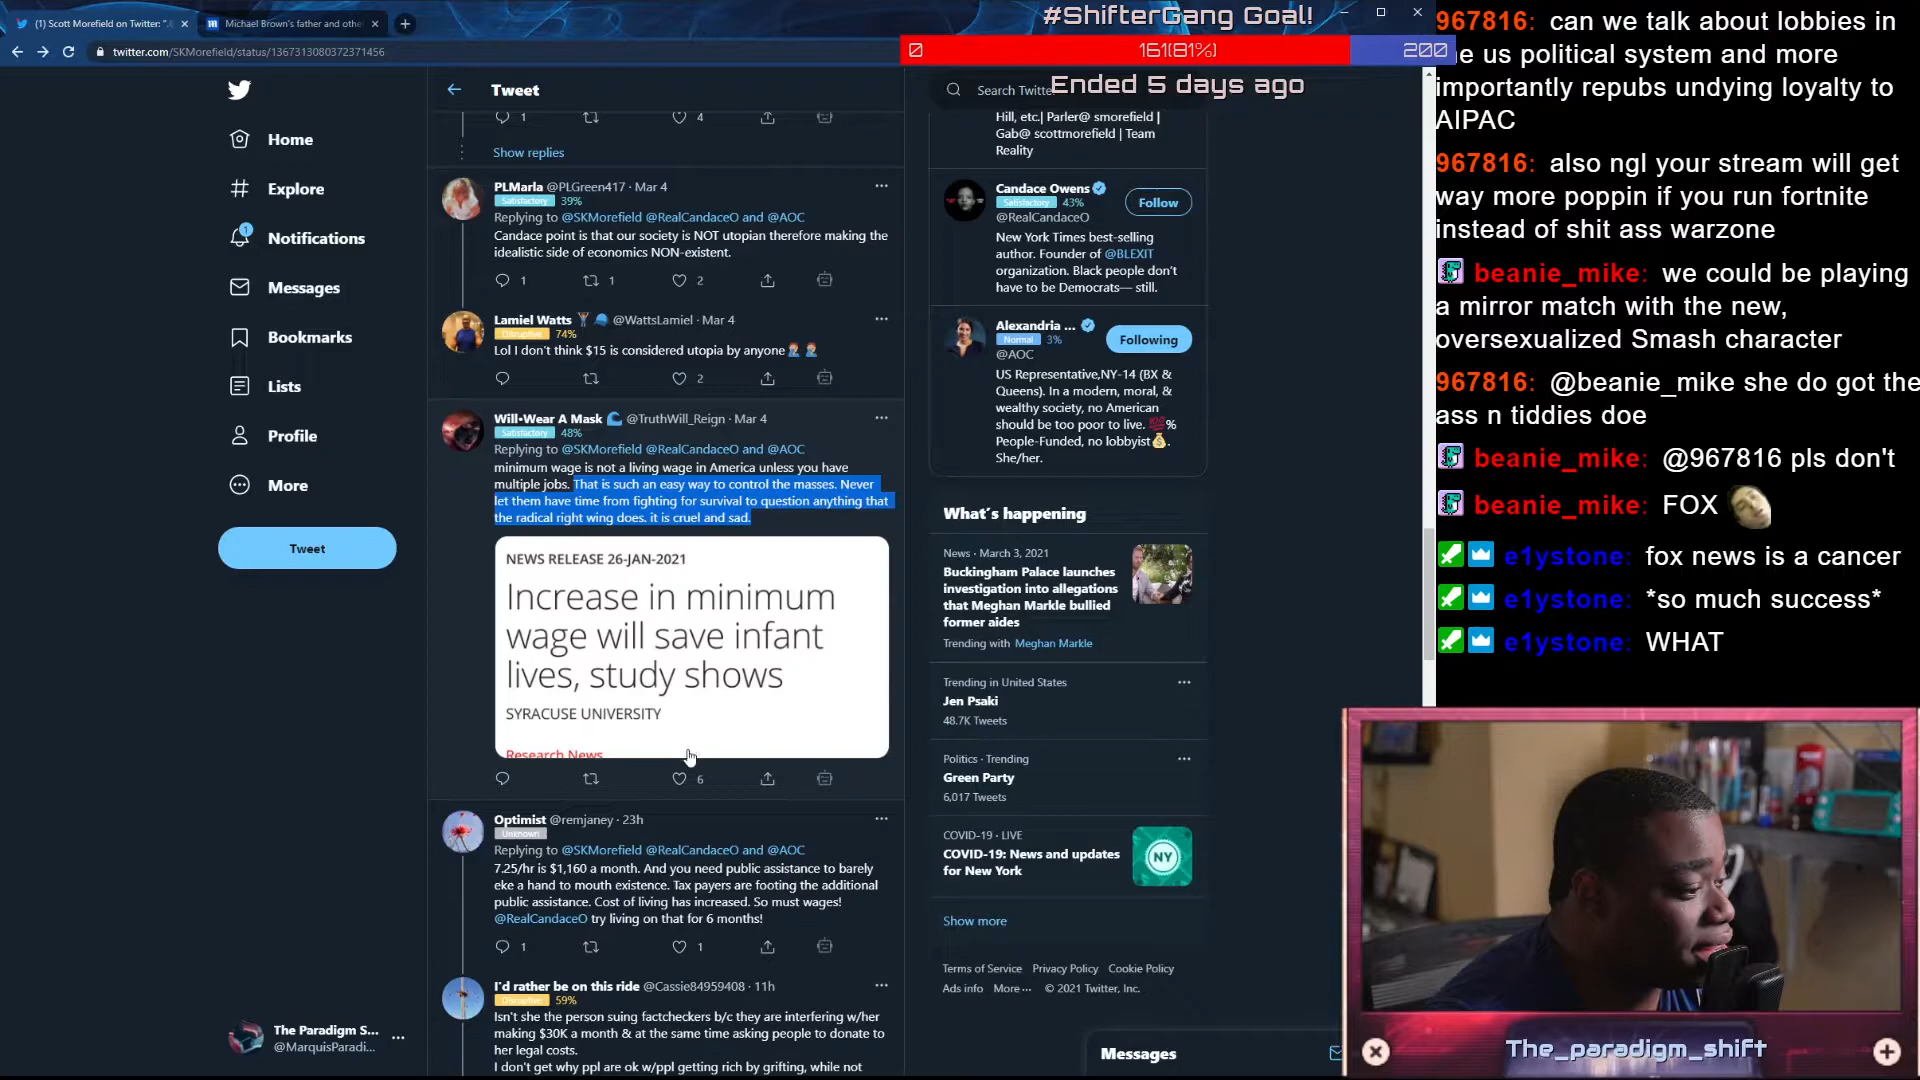 (1) Scott Morefield on Twitter: "
Michael Brown's father and othe
twitter.com/SKMorefield/status/1367313080372371456
#ShifterGang Goal!
0
161(81%)
200
Ended 5 days ago
Home
Explore
1
Notifications
Messages
Bookmarks
Lists
Profile
More
Tweet
The Paradigm S...
@MarquisParadi...
Tweet
1
4
Show replies
PLMarla @PLGreen417 · Mar 4
Satisfactory 39%
Replying to @SKMorefield @RealCandaceO and @AOC
Candace point is that our society is NOT utopian therefore making the
idealistic side of economics NON-existent.
1
1
2
Lamiel Watts @WattsLamiel · Mar 4
Disruptive 74%
Lol I don't think $15 is considered utopia by anyone
2
Will•Wear A Mask @TruthWill_Reign · Mar 4
Satisfactory 48%
Replying to @SKMorefield @RealCandaceO and @AOC
minimum wage is not a living wage in America unless you have
multiple jobs. That is such an easy way to control the masses. Never
let them have time from fighting for survival to question anything that
the radical right wing does. it is cruel and sad.
NEWS RELEASE 26-JAN-2021
Increase in minimum
wage will save infant
lives, study shows
SYRACUSE UNIVERSITY
Research News
6
Optimist @remjaney · 23h
Unknown
Replying to @SKMorefield @RealCandaceO and @AOC
7.25/hr is $1,160 a month. And you need public assistance to barely
eke a hand to mouth existence. Tax payers are footing the additional
public assistance. Cost of living has increased. So must wages!
@RealCandaceO try living on that for 6 months!
1
1
I'd rather be on this ride @Cassie84959408 · 11h
Disruptive 59%
Isn't she the person suing factcheckers b/c they are interfering w/her
making $30K a month & at the same time asking people to donate to
her legal costs.
I don't get why ppl are ok w/ppl getting rich by grifting, while not
Search Twitte
Hill, etc.| Parler@ smorefield |
Gab@ scottmorefield | Team
Reality
Candace Owens
Satisfactory 43%
@RealCandaceO
Follow
New York Times best-selling
author. Founder of @BLEXIT
organization. Black people don't
have to be Democrats— still.
Alexandria ...
Normal 3%
@AOC
Following
US Representative,NY-14 (BX &
Queens). In a modern, moral, &
wealthy society, no American
should be too poor to live. 💯%
People-Funded, no lobbyist💰.
She/her.
What's happening
News · March 3, 2021
Buckingham Palace launches
investigation into allegations
that Meghan Markle bullied
former aides
Trending with Meghan Markle
Trending in United States
Jen Psaki
48.7K Tweets
Politics · Trending
Green Party
6,017 Tweets
COVID-19 · LIVE
COVID-19: News and updates
for New York
NY
Show more
Terms of Service Privacy Policy Cookie Policy
Ads info More ··· © 2021 Twitter, Inc.
Messages
967816: can we talk about lobbies in
e us political system and more
importantly repubs undying loyalty to
AIPAC
967816: also ngl your stream will get
way more poppin if you run fortnite
instead of shit ass warzone
beanie_mike: we could be playing
a mirror match with the new,
oversexualized Smash character
967816: @beanie_mike she do got the
ass n tiddies doe
beanie_mike: @967816 pls don't
beanie_mike: FOX
e1ystone: fox news is a cancer
e1ystone: *so much success*
e1ystone: WHAT
The_paradigm_shift